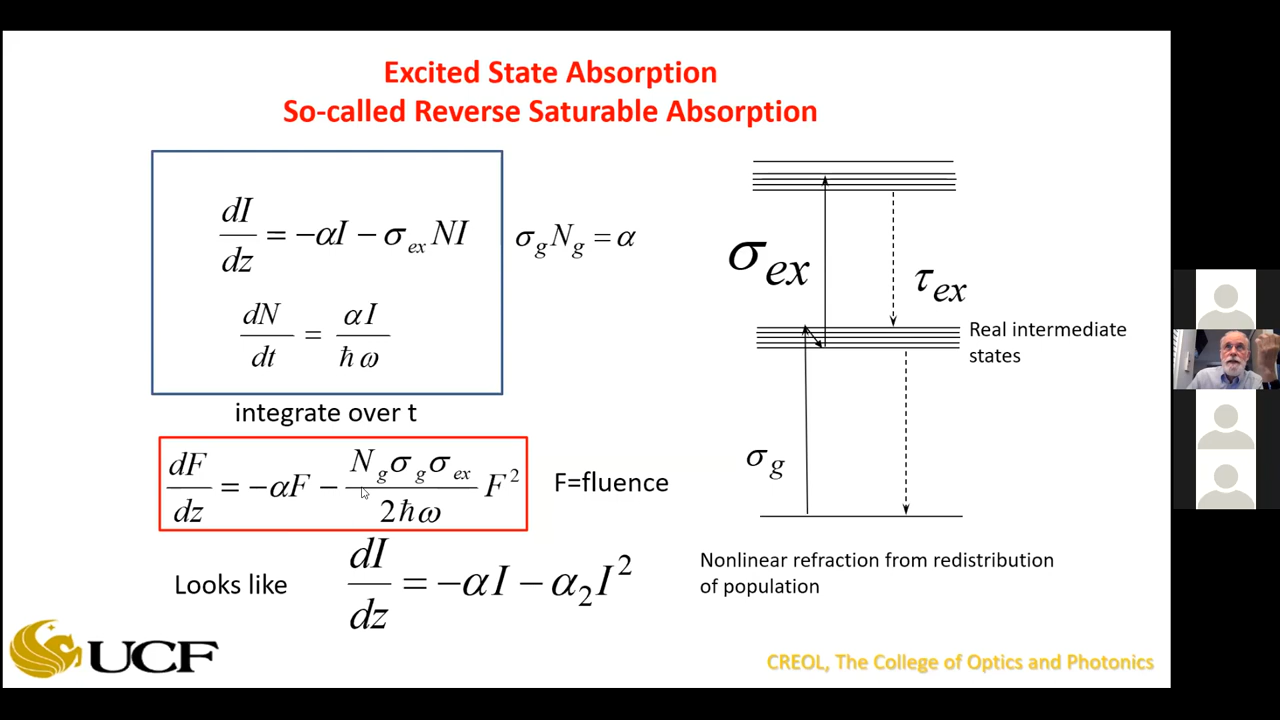 Excited State Absorption
So-called Reverse Saturable Absorption
dI/dz = −αI − σ_ex NI
σ_g N_g = α
dN/dt = αI/ħω
integrate over t
dF/dz = −αF − (N_g σ_g σ_ex / 2ħω) F²
F=fluence
Looks like
dI/dz = −αI − α₂I²
σ_ex
τ_ex
Real intermediate
states
σ_g
Nonlinear refraction from redistribution
of population
UCF
CREOL, The College of Optics and Photonics